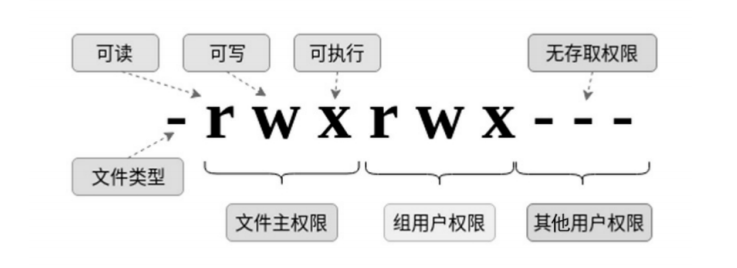 可读
可写
可执行
无存取权限
-rwxrwx---
文件类型
文件主权限
组用户权限
其他用户权限